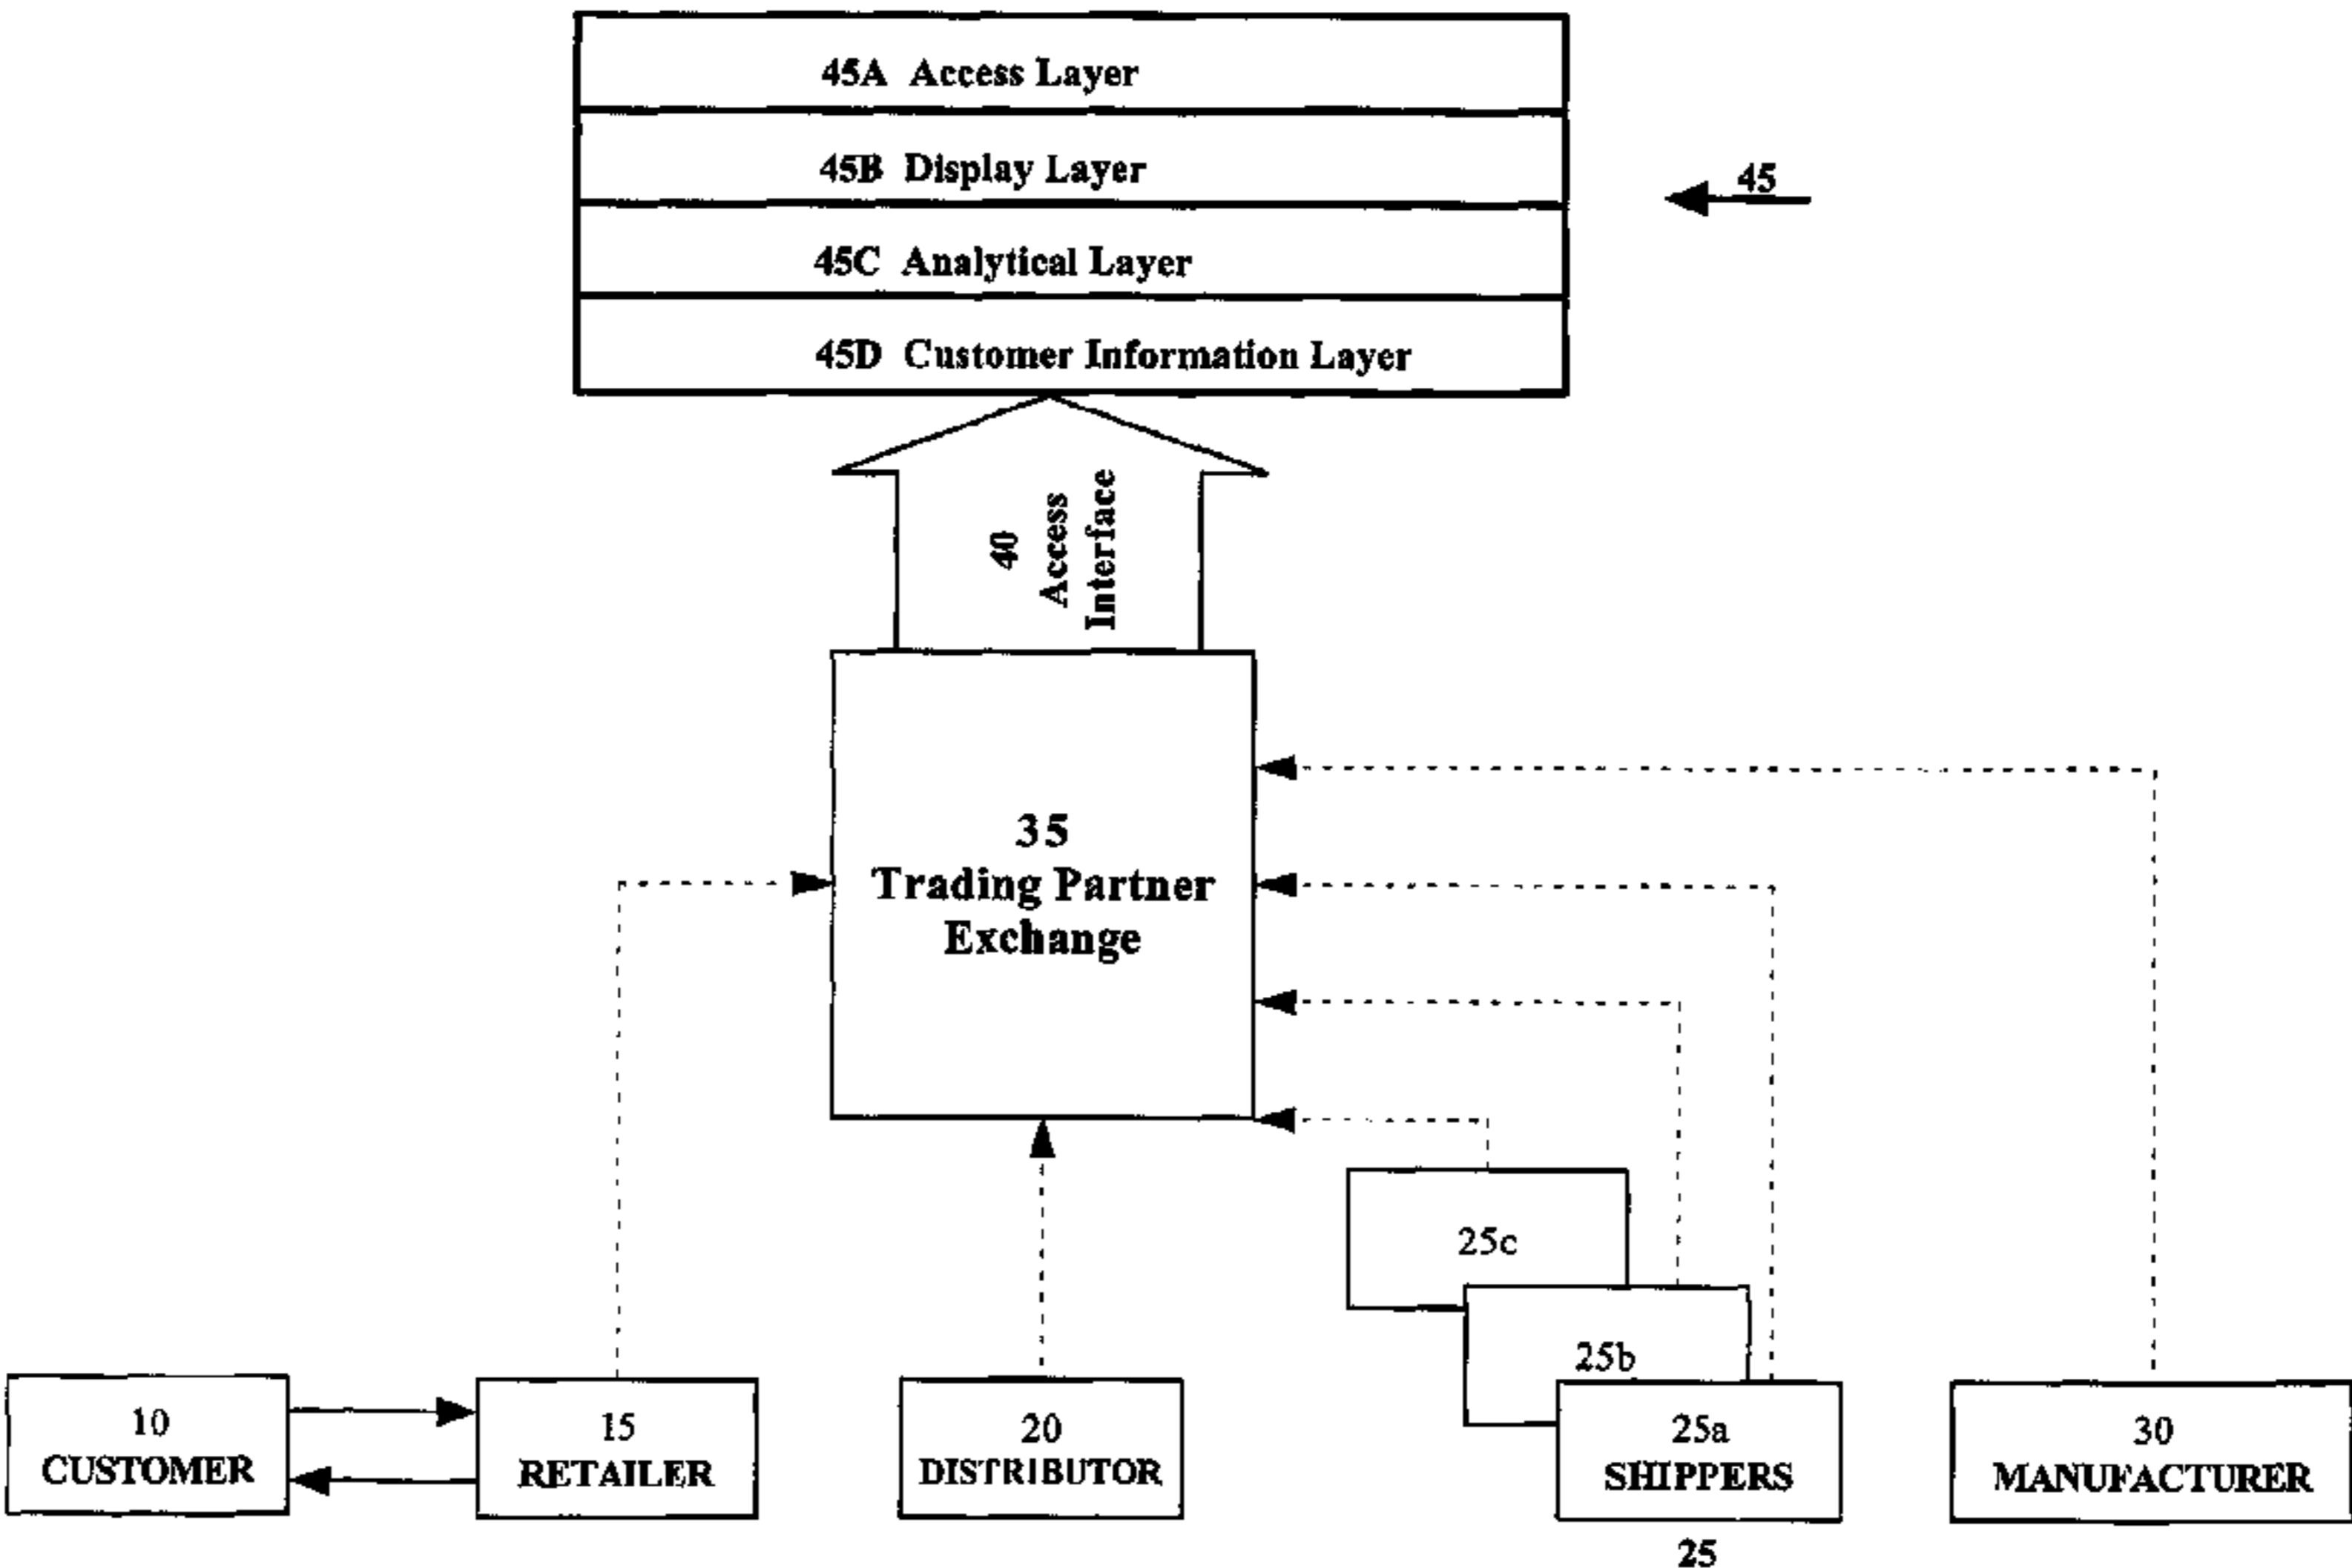 45A Access Layer
45B Display Layer
45
45C Analytical Layer
45D Customer Information Layer
40
Access
Interface
35
Trading Partner
Exchange
25c
25b
10
CUSTOMER
15
RETAILER
20
DISTRIBUTOR
25a
SHIPPERS
30
MANUFACTURER
25